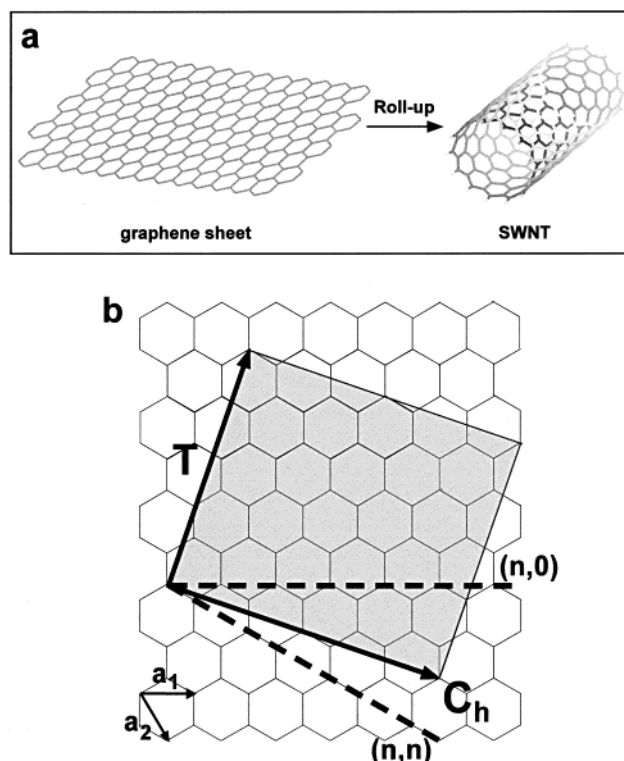 a
Roll-up
graphene sheet
SWNT
b
T
(n,0)
a1
a2
Ch
(n,n)